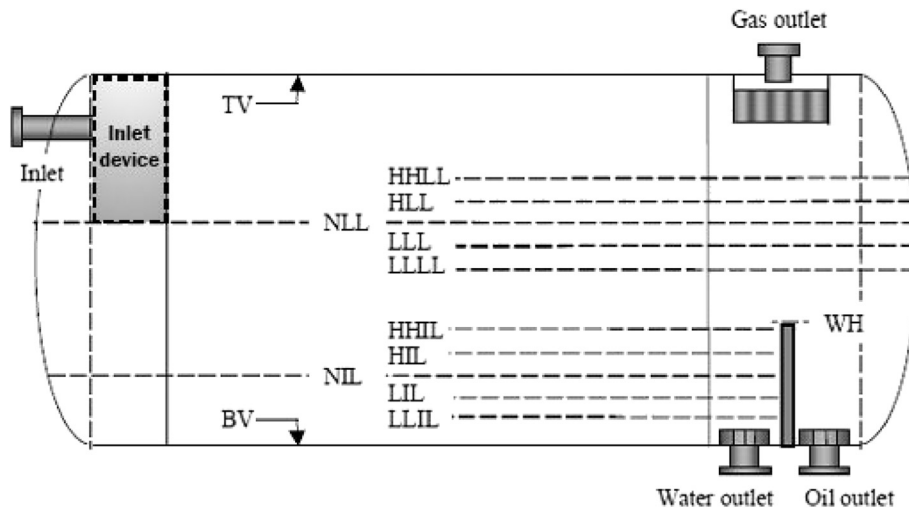 Gas outlet
TV
Inlet
device
Inlet
HHLL
HLL
NLL
LLL
LLLL
HHIL
WH
HIL
NIL
LIL
LLIL
BV
Water outlet
Oil outlet